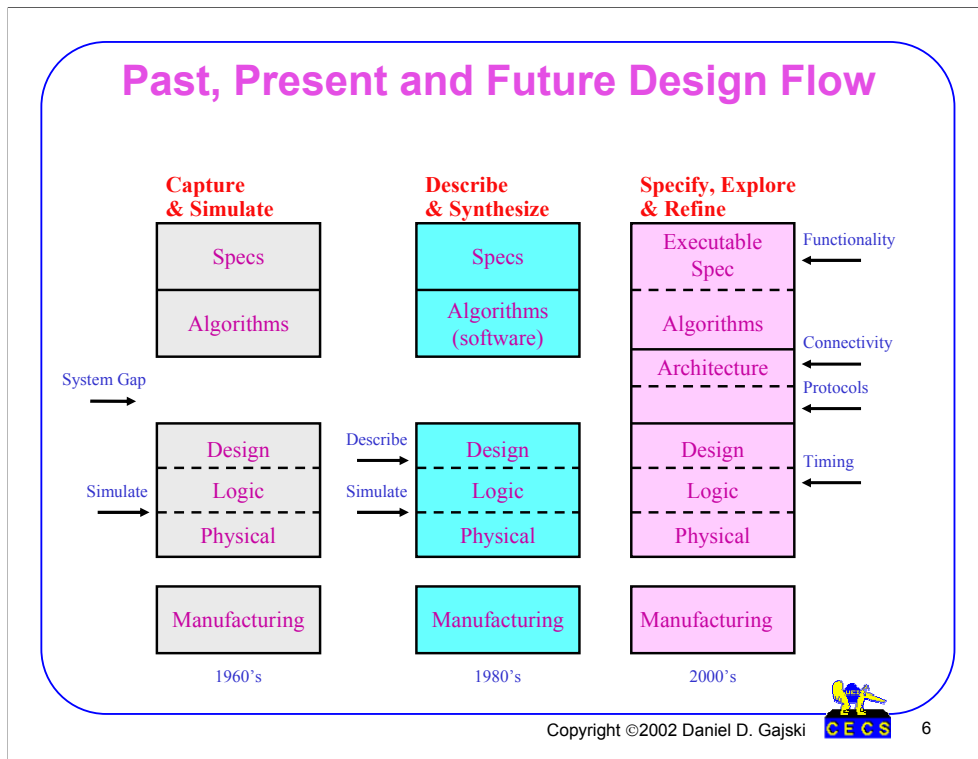 Past, Present and Future Design Flow
Capture
& Simulate
Specs
Algorithms
System Gap
Simulate
Design
Logic
Physical
Manufacturing
1960's
Describe
& Synthesize
Specs
Algorithms
(software)
Describe
Simulate
Design
Logic
Physical
Manufacturing
1980's
Specify, Explore
& Refine
Executable
Spec
Algorithms
Architecture
Design
Logic
Physical
Manufacturing
2000's
Functionality
Connectivity
Protocols
Timing
Copyright ©2002 Daniel D. Gajski
UCI
CECS
6